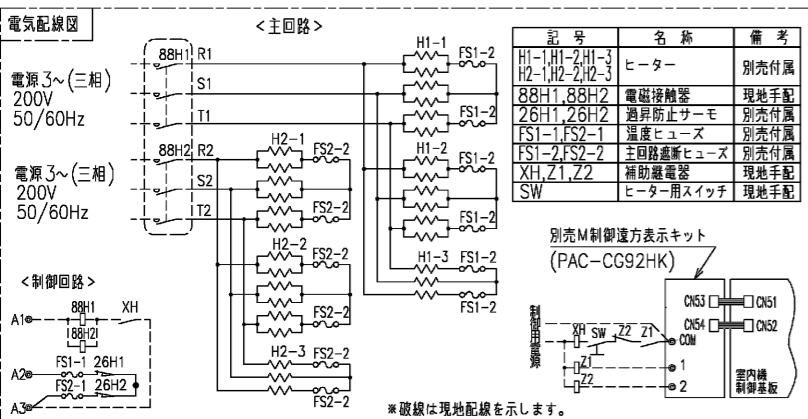 電気配線図
<主回路>
電源3~(三相)
200V
50/60Hz
88H1 R1
S1
T1
電源3~(三相)
200V
50/60Hz
88H2 R2
S2
T2
H1-1
FS1-2
FS1-2
H1-2
FS1-2
FS1-2
H1-3 FS1-2
FS1-2
H2-1
FS2-2
FS2-2
H2-2
FS2-2
FS2-2
H2-3 FS2-2
FS2-2
記号 名称 備考
H1-1,H1-2,H1-3
H2-1,H2-2,H2-3 ヒーター 別売付属
88H1,88H2 電磁接触器 現地手配
26H1,26H2 過昇防止サーモ 別売付属
FS1-1,FS2-1 温度ヒューズ 別売付属
FS1-2,FS2-2 主回路遮断ヒューズ 別売付属
XH,Z1,Z2 補助継電器 現地手配
SW ヒーター用スイッチ 現地手配
<制御回路>
88H1 XH
A1
88H2
FS1-1 26H1
A2
FS2-1 26H2
A3
別売M制御遠方表示キット
(PAC-CG92HK)
制御用電源
XH SW Z2 Z1
Z1
Z2
COM
1
2
CN53 CN51
CN54 CN52
室内機
制御基板
※破線は現地配線を示します。